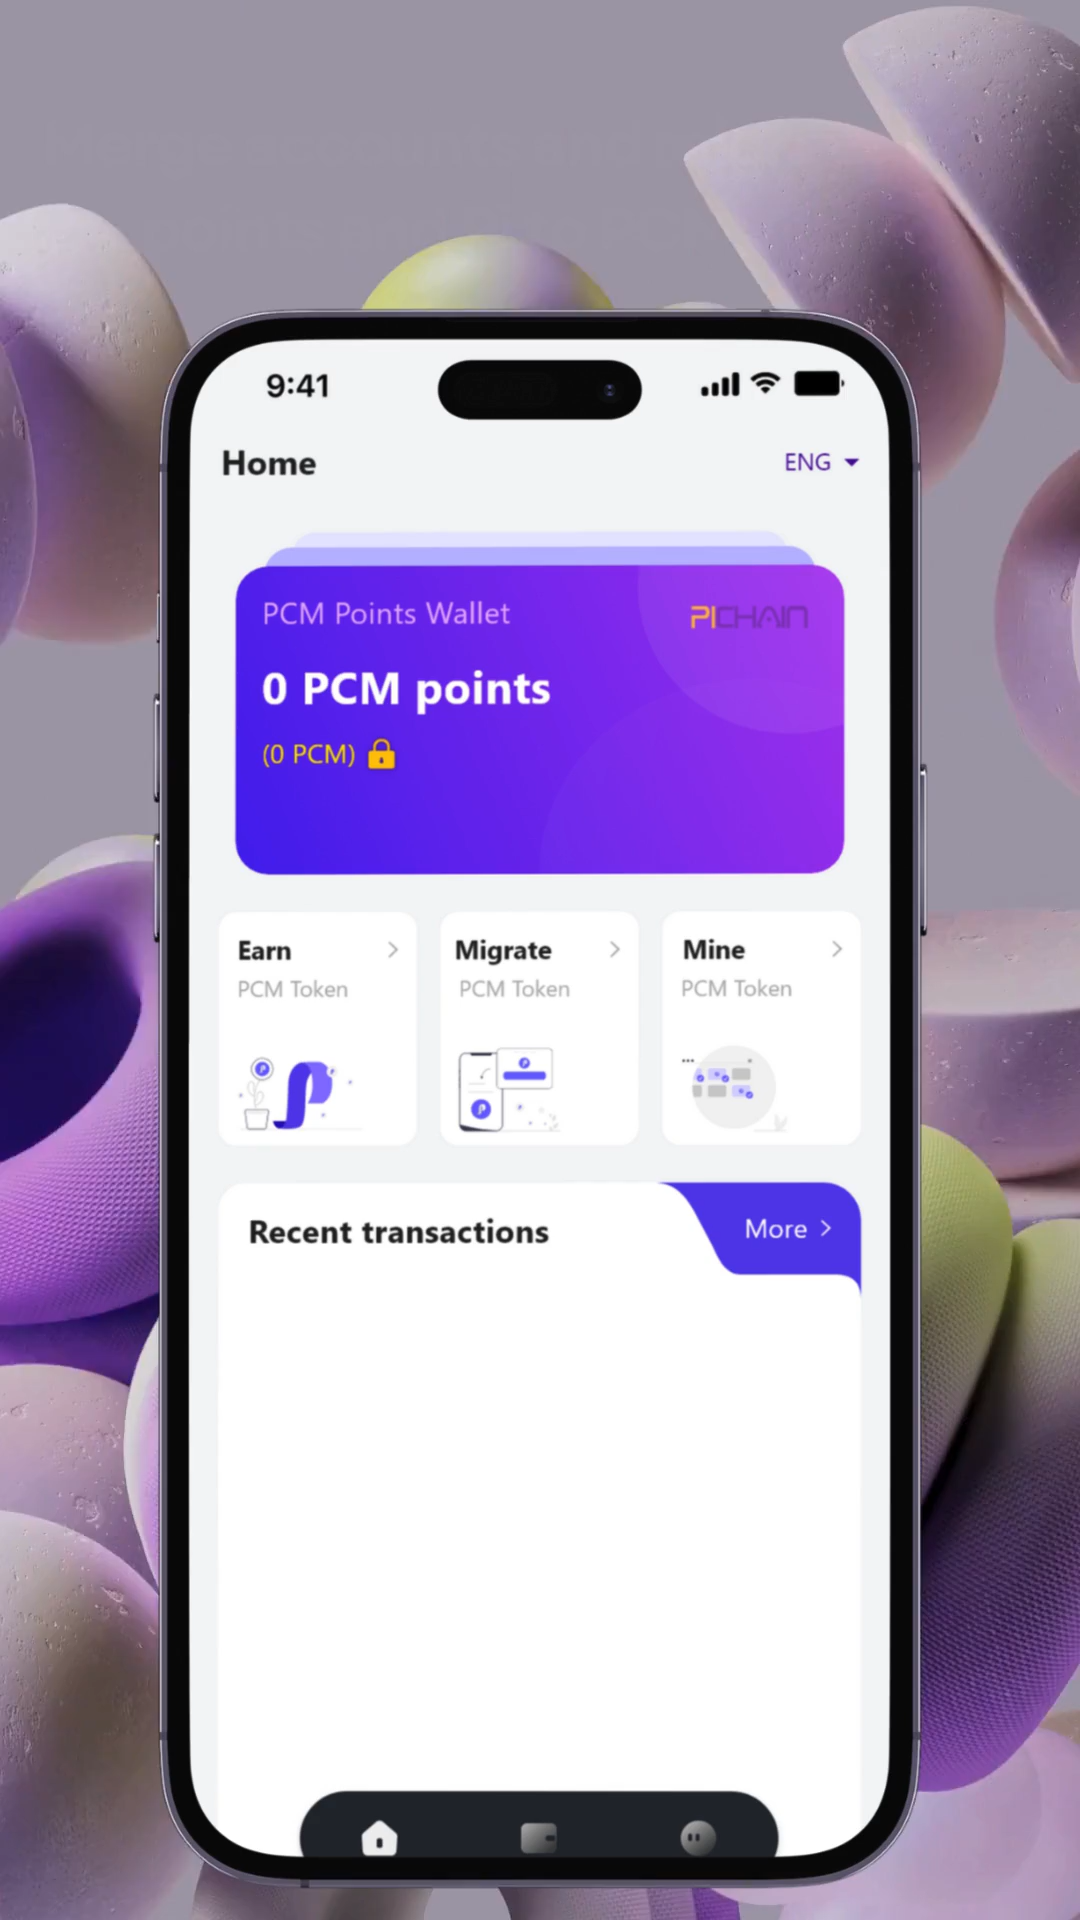 9:41
Home
ENG
PCM Points Wallet
PICHAIN
0 PCM points
(0 PCM)
Earn
PCM Token
Migrate
PCM Token
Mine
PCM Token
Recent transactions
More